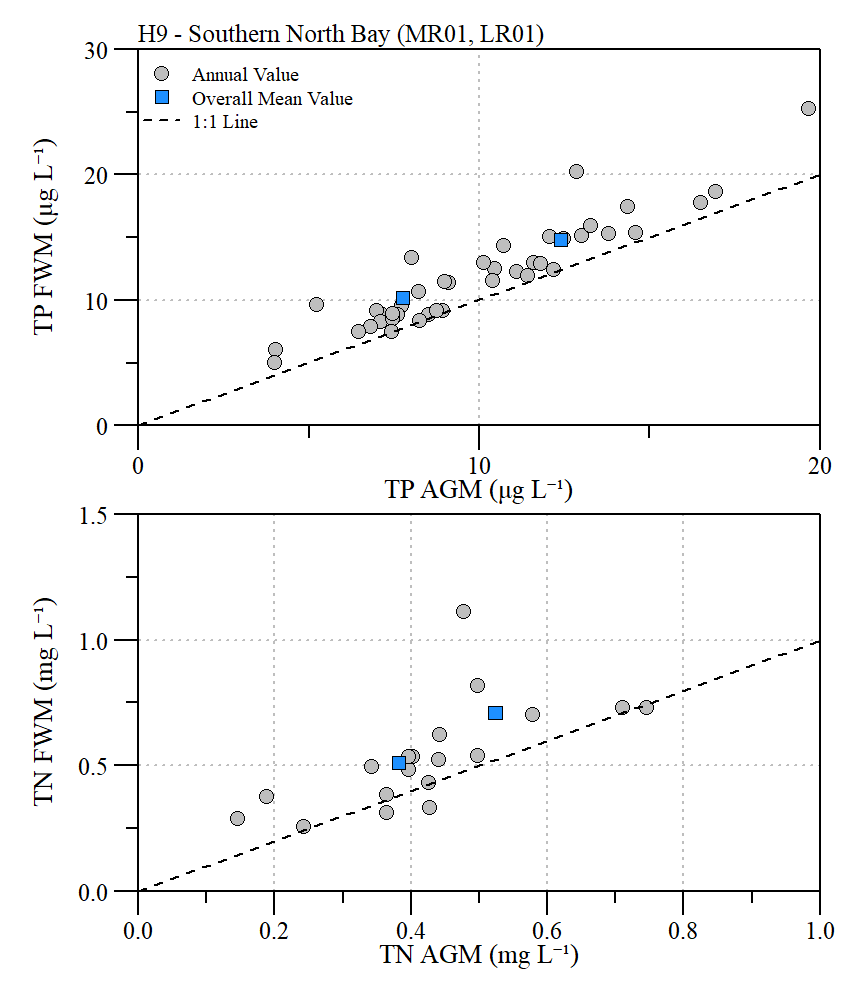 H9 - Southern North Bay (MR01, LR01)
30
20
10
0
TP FWM (µg L⁻¹)
Annual Value
Overall Mean Value
1:1 Line
0 10 20
TP AGM (µg L⁻¹)
1.5
1.0
0.5
0.0
TN FWM (mg L⁻¹)
0.0 0.2 0.4 0.6 0.8 1.0
TN AGM (mg L⁻¹)